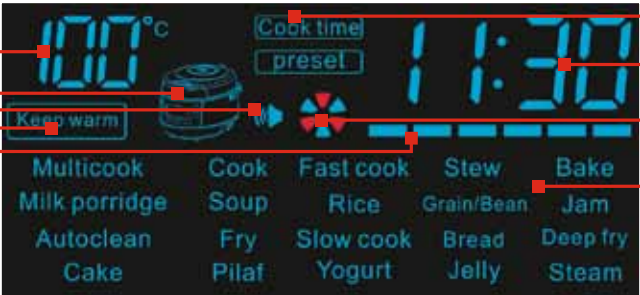 100°C Cook time 11:30
preset
Keep warm
Multicook Cook Fast cook Stew Bake
Milk porridge Soup Rice Grain/Bean Jam
Autoclean Fry Slow cook Bread Deep fry
Cake Pilaf Yogurt Jelly Steam